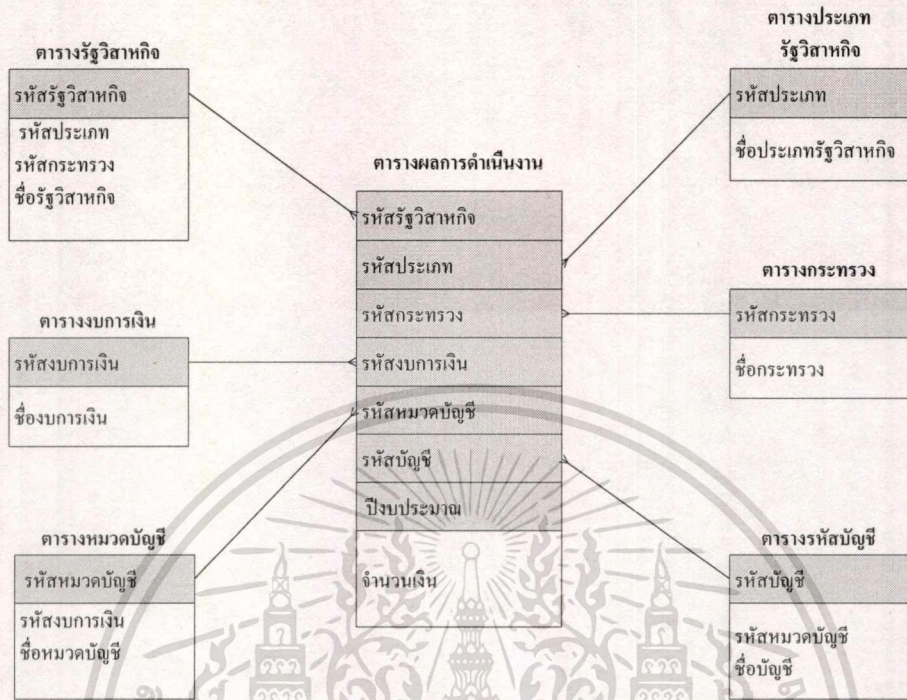 ตารางรัฐวิสาหกิจ
รหัสรัฐวิสาหกิจ
รหัสประเภท
รหัสกระทรวง
ชื่อรัฐวิสาหกิจ
ตารางงบการเงิน
รหัสงบการเงิน
ชื่องบการเงิน
ตารางหมวดบัญชี
รหัสหมวดบัญชี
รหัสงบการเงิน
ชื่อหมวดบัญชี
ตารางผลการดำเนินงาน
รหัสรัฐวิสาหกิจ
รหัสประเภท
รหัสกระทรวง
รหัสงบการเงิน
รหัสหมวดบัญชี
รหัสบัญชี
ปีงบประมาณ
จำนวนเงิน
ตารางประเภท
รัฐวิสาหกิจ
รหัสประเภท
ชื่อประเภทรัฐวิสาหกิจ
ตารางกระทรวง
รหัสกระทรวง
ชื่อกระทรวง
ตารางรหัสบัญชี
รหัสบัญชี
รหัสหมวดบัญชี
ชื่อบัญชี